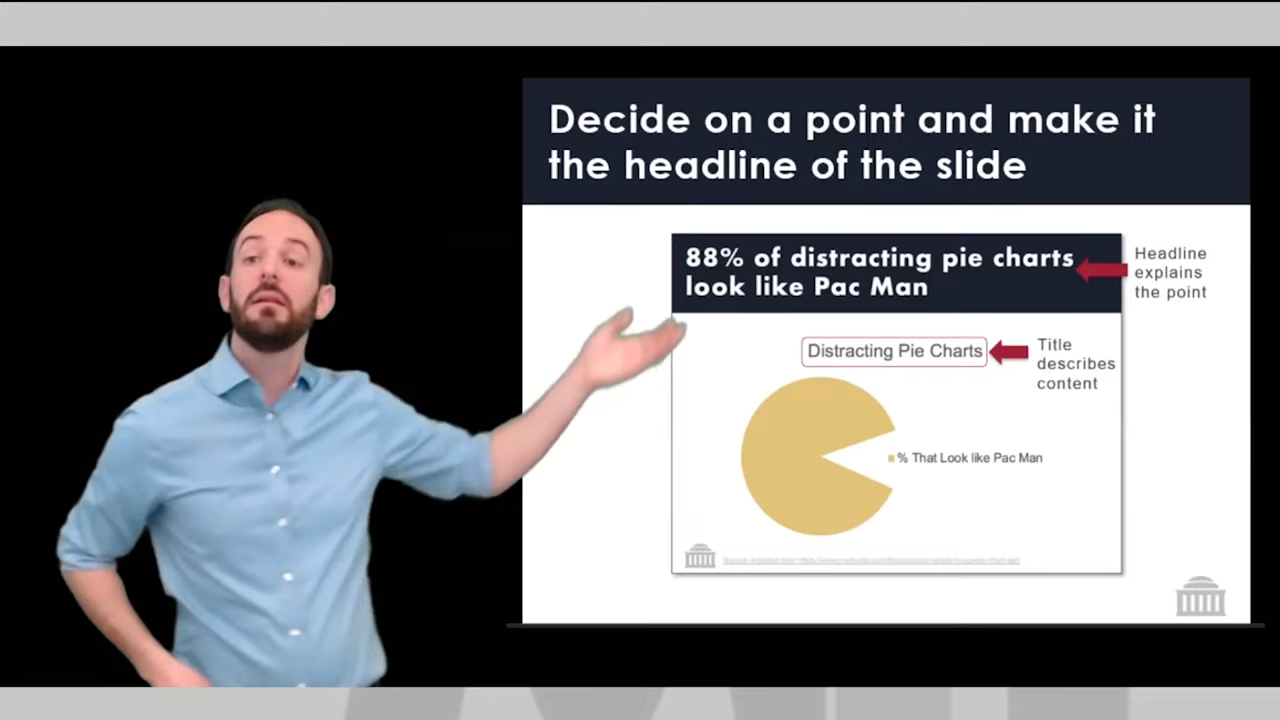 Decide on a point and make it
the headline of the slide
88% of distracting pie charts
look like Pac Man
Headline
explains
the point
Distracting Pie Charts
Title
describes
content
% That Look like Pac Man